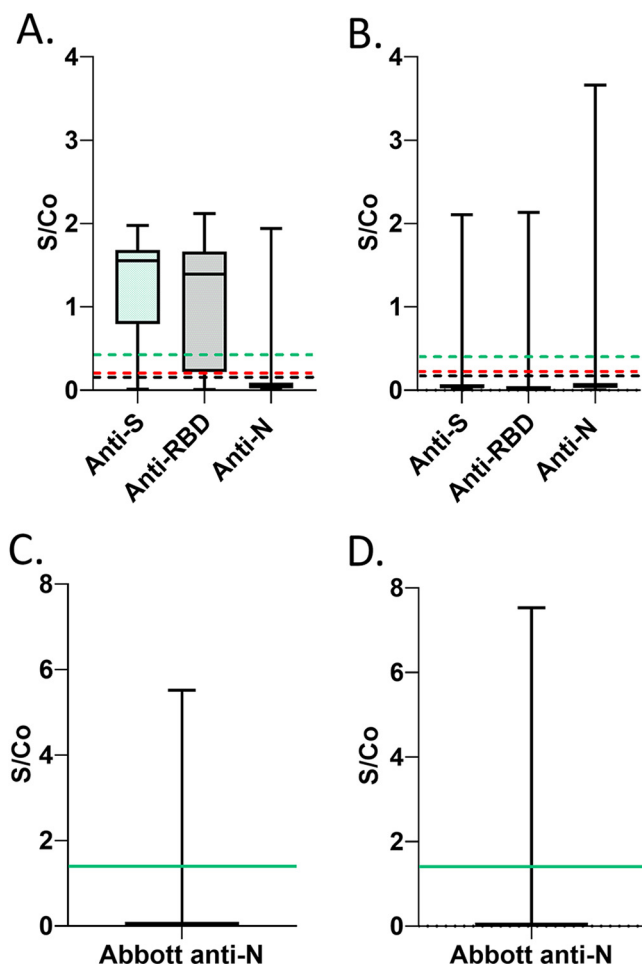 A.
B.
S/Co
4
3
2
1
0
Anti-S
Anti-RBD
Anti-N
S/Co
4
3
2
1
0
Anti-S
Anti-RBD
Anti-N
C.
D.
S/Co
8
6
4
2
0
Abbott anti-N
S/Co
8
6
4
2
0
Abbott anti-N